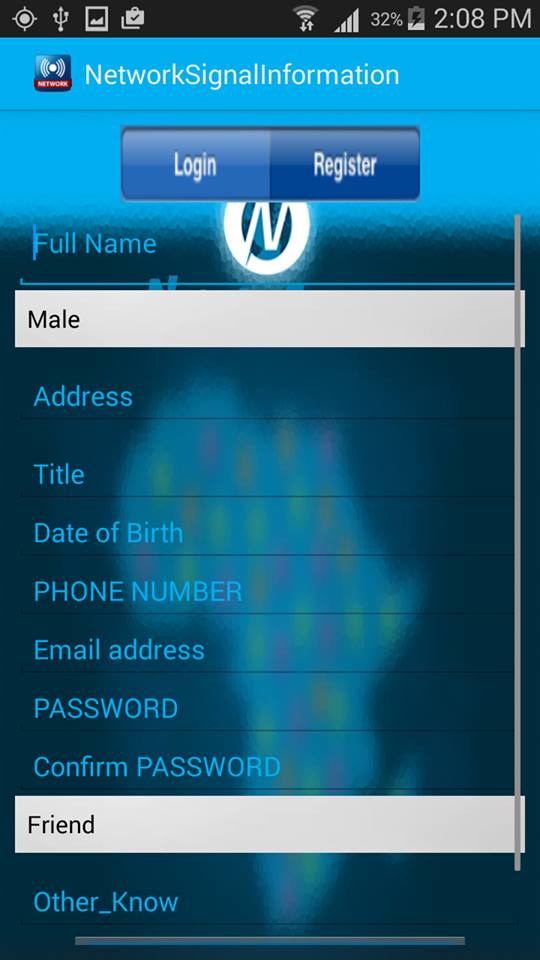 32% 2:08 PM
NETWORK
NetworkSignalInformation
Login Register
N
Full Name
Male
Address
Title
Date of Birth
PHONE NUMBER
Email address
PASSWORD
Confirm PASSWORD
Friend
Other_Know